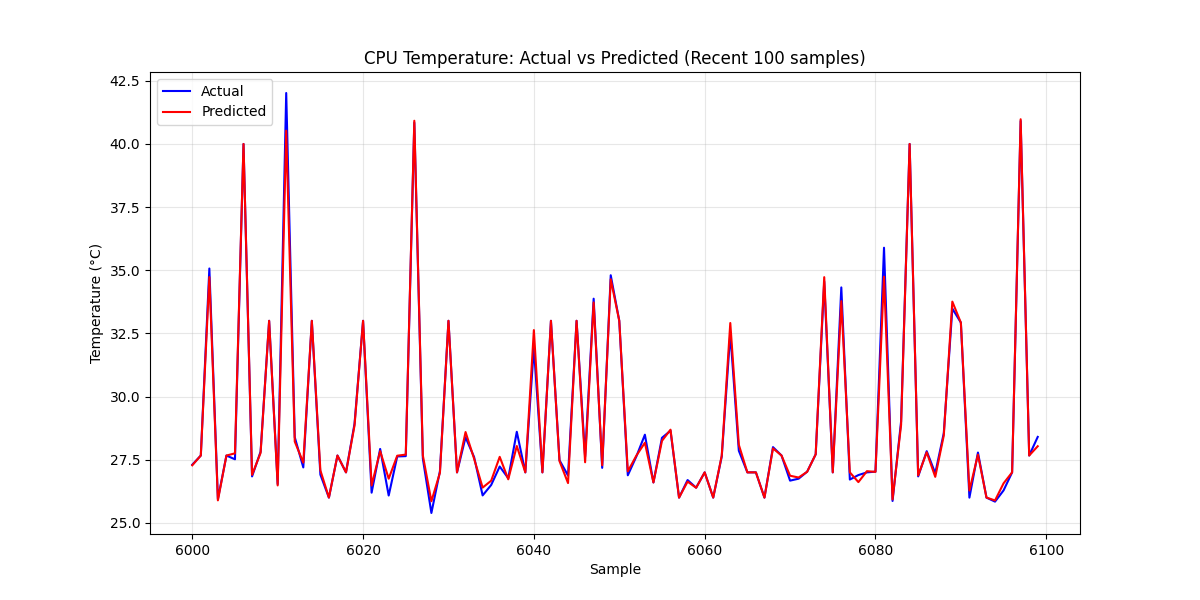 CPU Temperature: Actual vs Predicted (Recent 100 samples)
Actual
Predicted
Temperature (°C)
42.5
40.0
37.5
35.0
32.5
30.0
27.5
25.0
6000 6020 6040 6060 6080 6100
Sample